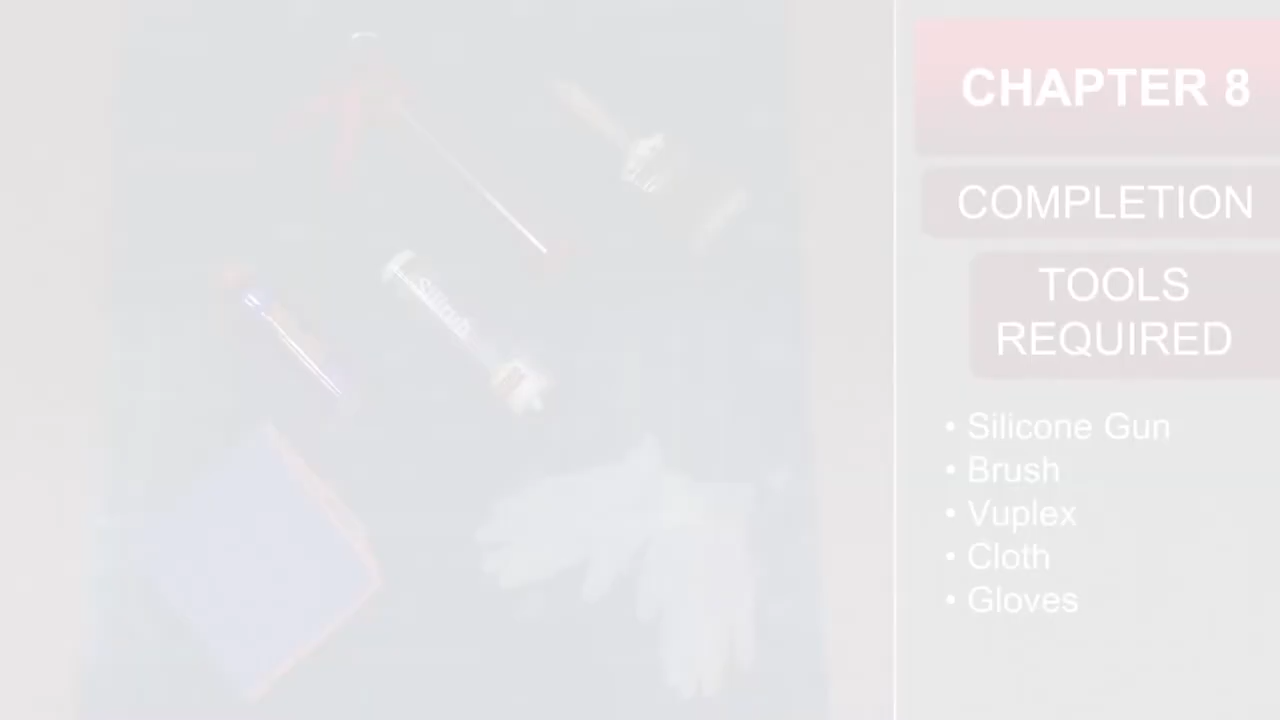 CHAPTER 8
COMPLETION
TOOLS
REQUIRED
• Silicone Gun
• Brush
• Vuplex
• Cloth
• Gloves